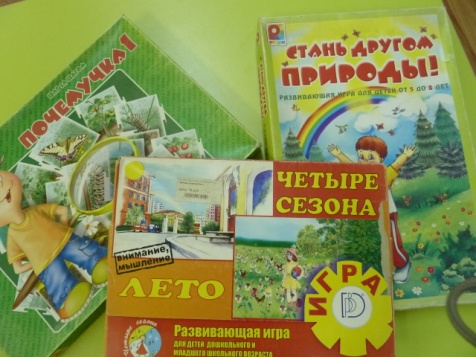 ПОЧЕМУЧКА 1
СТАНЬ ДРУГОМ
ПРИРОДЫ!
РАЗВИВАЮЩАЯ ИГРА ДЛЯ ДЕТЕЙ ОТ 5 ДО 8 ЛЕТ
ЧЕТЫРЕ
СЕЗОНА
внимание,
мышление
ЛЕТО
ИГРА
Развивающая игра
ДЛЯ ДЕТЕЙ ДОШКОЛЬНОГО И
МЛАДШЕГО ШКОЛЬНОГО ВОЗРАСТА